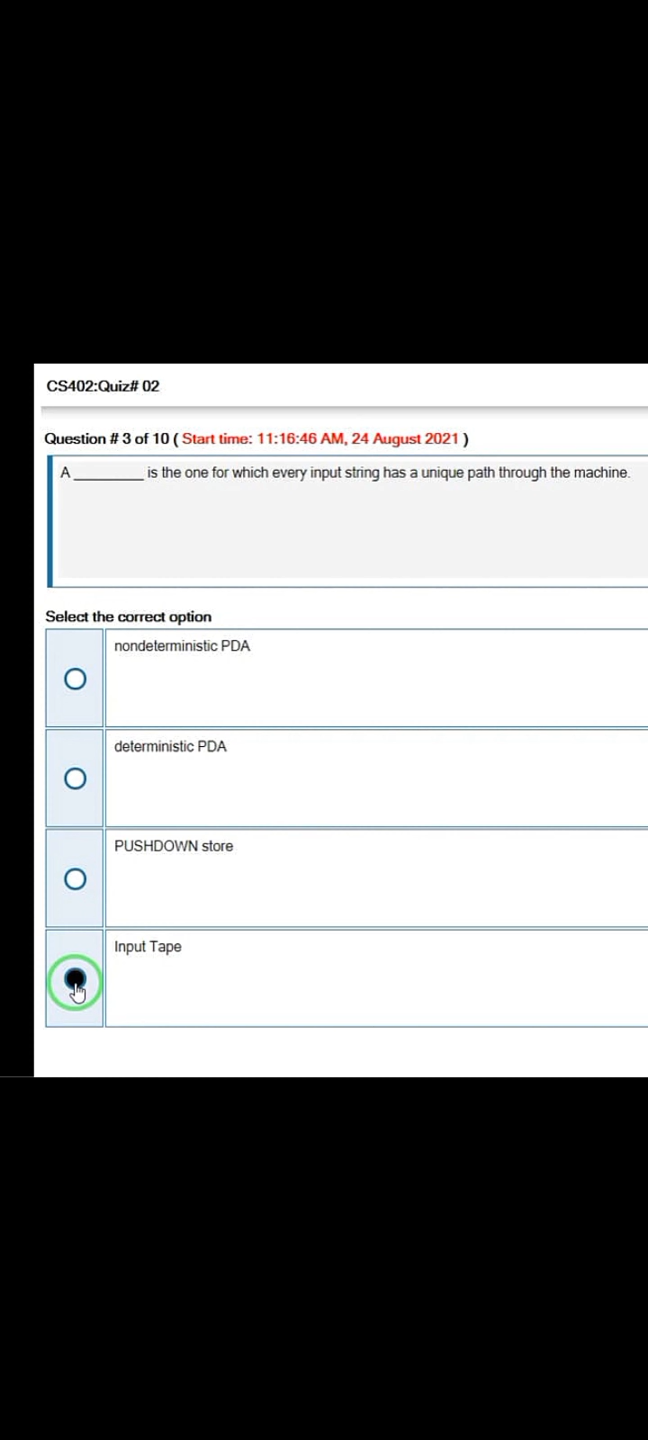 CS402:Quiz# 02
Question # 3 of 10 ( Start time: 11:16:46 AM, 24 August 2021 )
A _________ is the one for which every input string has a unique path through the machine.
Select the correct option
nondeterministic PDA
deterministic PDA
PUSHDOWN store
Input Tape